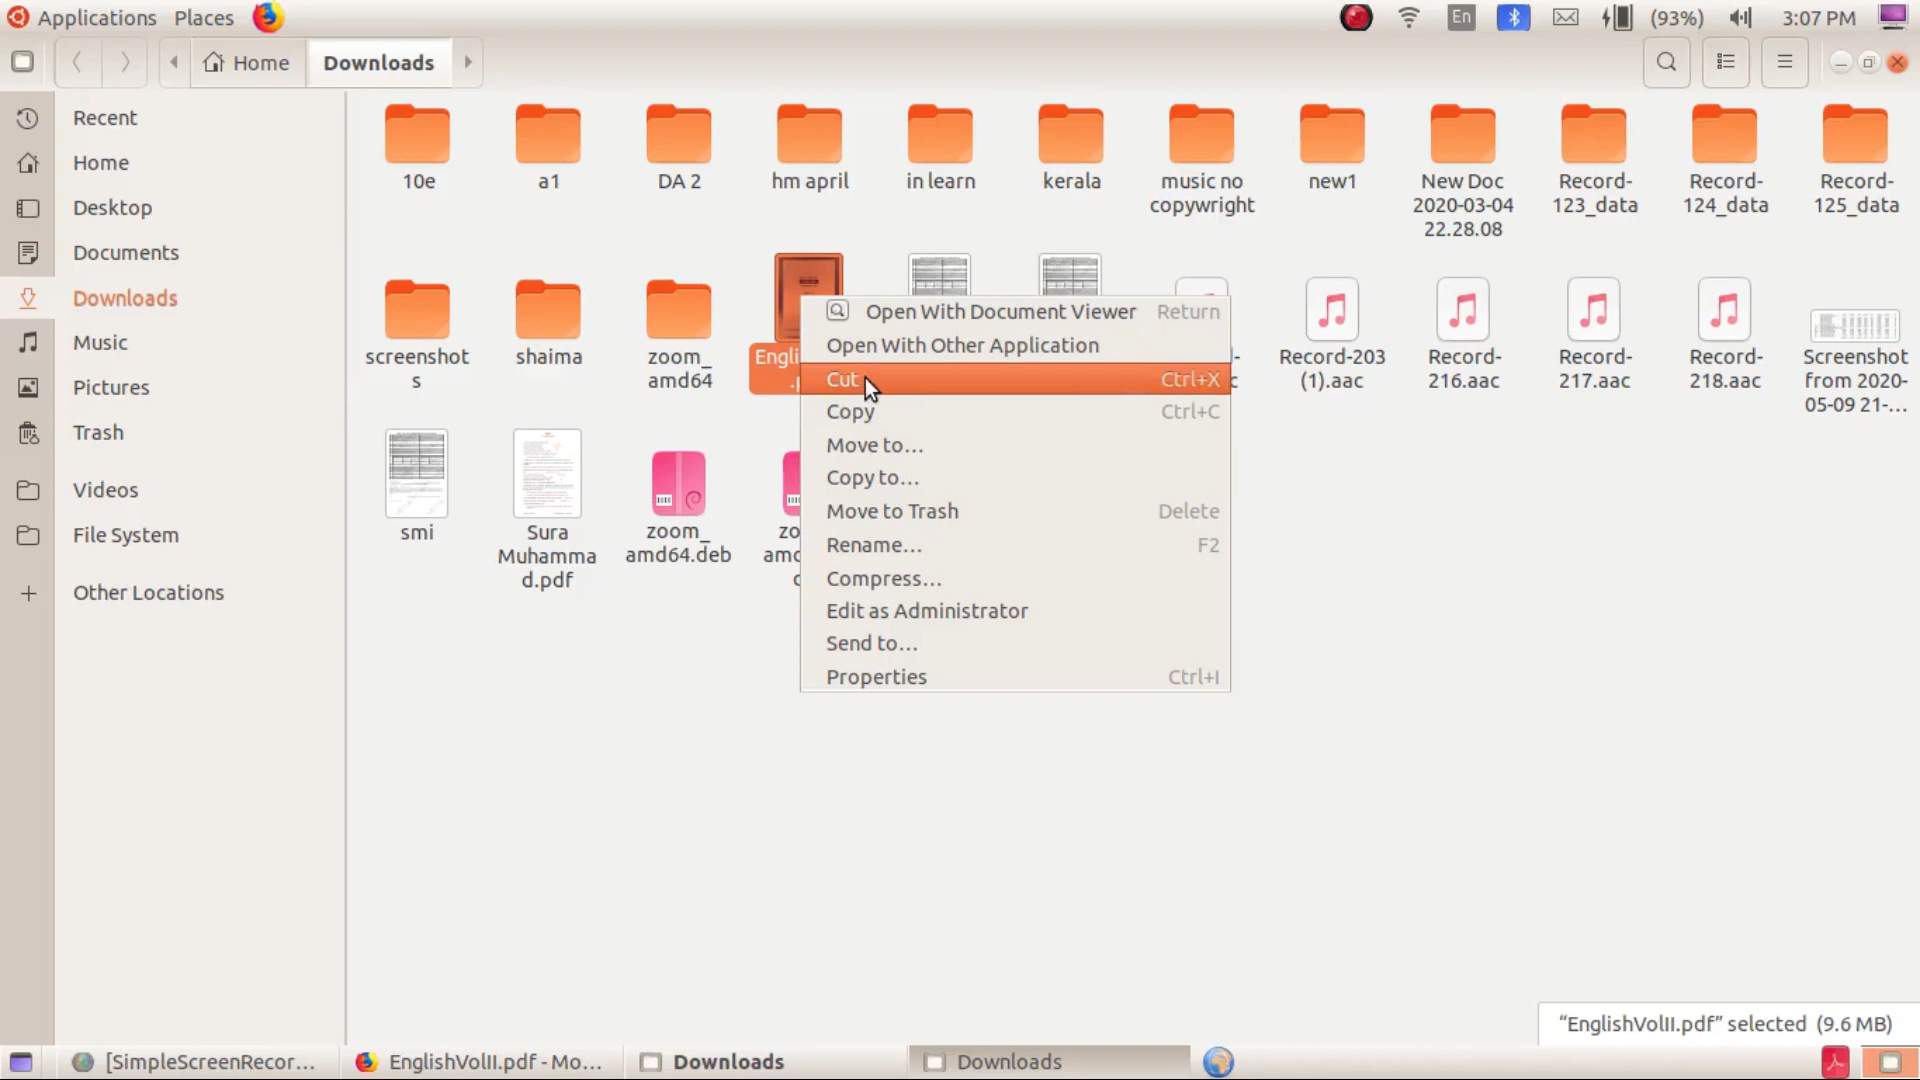 Applications Places En (93%) 3:07 PM
Home Downloads
Recent
Home
Desktop
Documents
Downloads
Music
Pictures
Trash
Videos
File System
Other Locations
10e
a1
DA 2
hm april
in learn
kerala
music no
copywright
new1
New Doc
2020-03-04
22.28.08
Record-
123_data
Record-
124_data
Record-
125_data
screenshot
s
shaima
zoom_
amd64
Record-203
(1).aac
Record-
216.aac
Record-
217.aac
Record-
218.aac
Screenshot
from 2020-
05-09 21-…
smi
Sura
Muhamma
d.pdf
zoom_
amd64.deb
Open With Document Viewer Return
Open With Other Application
Cut Ctrl+X
Copy Ctrl+C
Move to…
Copy to…
Move to Trash Delete
Rename… F2
Compress…
Edit as Administrator
Send to…
Properties Ctrl+I
“EnglishVolII.pdf” selected (9.6 MB)
[SimpleScreenRecor... EnglishVolII.pdf - Mo... Downloads Downloads